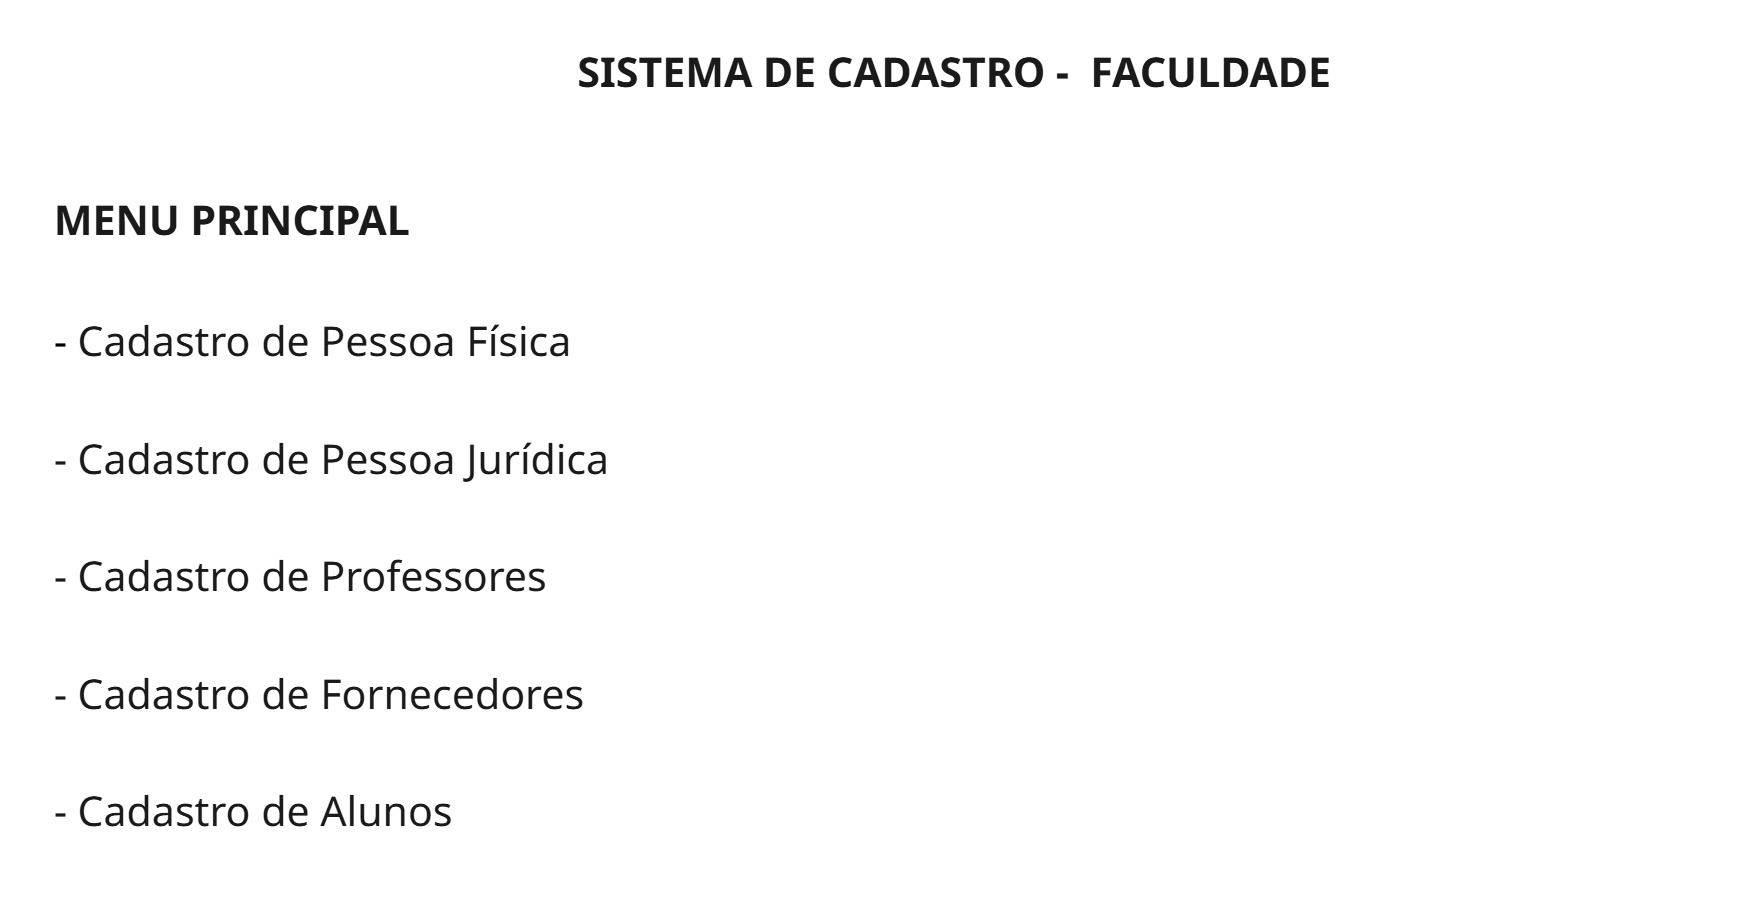 SISTEMA DE CADASTRO -  FACULDADE
MENU PRINCIPAL
- Cadastro de Pessoa Física
- Cadastro de Pessoa Jurídica
- Cadastro de Professores
- Cadastro de Fornecedores
- Cadastro de Alunos